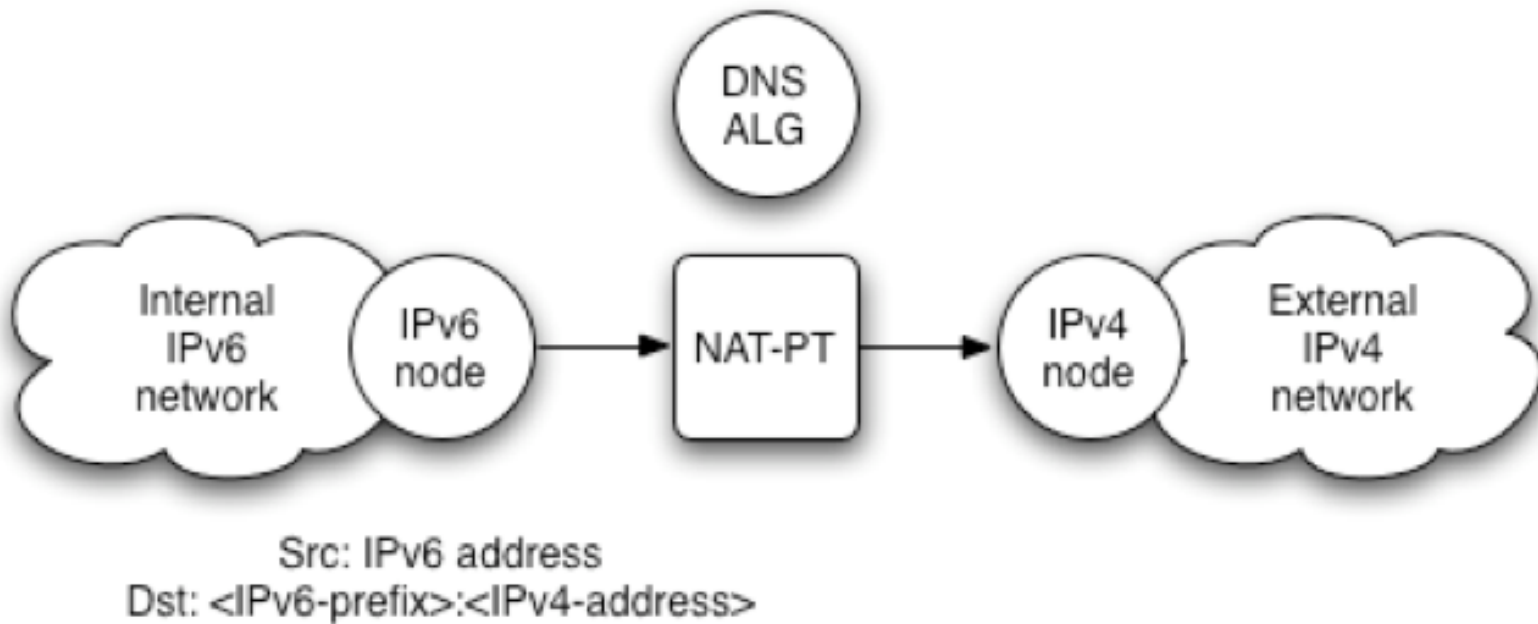 DNS
ALG
Internal
IPv6
network
IPv6
node
NAT-PT
IPv4
node
External
IPv4
network
Src: IPv6 address
Dst: <IPv6-prefix>:<IPv4-address>